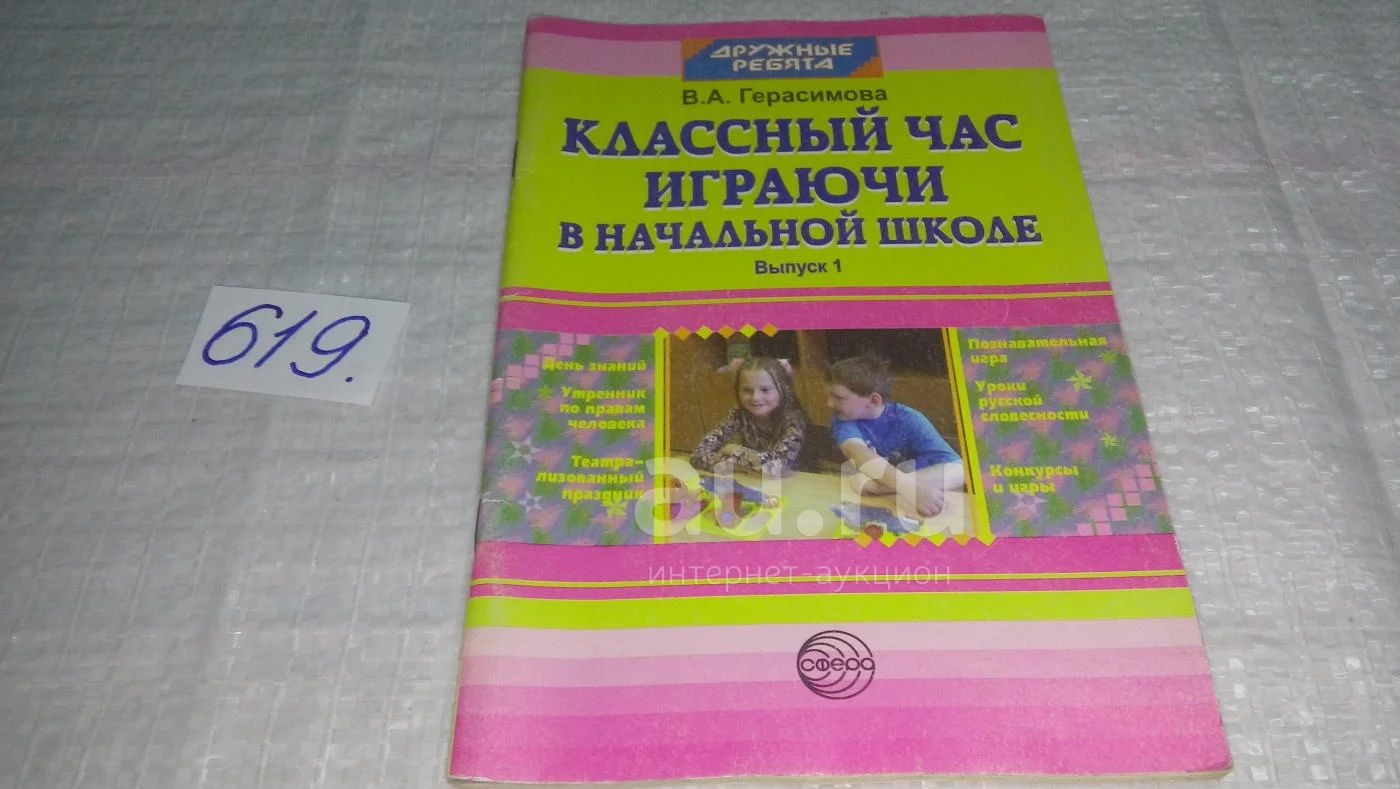 ДРУЖНЫЕ
РЕБЯТА
В.А. Герасимова
КЛАССНЫЙ ЧАС
ИГРАЮЧИ
В НАЧАЛЬНОЙ ШКОЛЕ
Выпуск 1
619.
День знаний
Утренник
по правам
человека
Театра-
лизованный
праздник
Познавательная
игра
Уроки
русской
словесности
Конкурсы
и игры
au.ru
интернет-аукцион
сфера